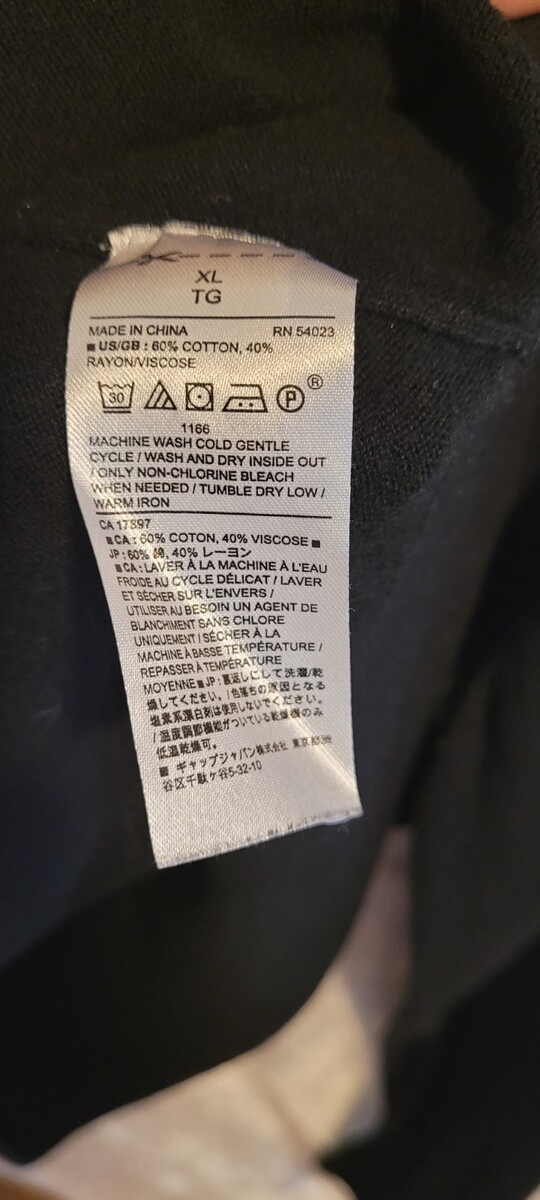 XL
TG
MADE IN CHINA RN 54023
■ US/GB : 60% COTTON, 40%
RAYON/VISCOSE
30 P ®
1166
MACHINE WASH COLD GENTLE
CYCLE / WASH AND DRY INSIDE OUT
/ ONLY NON-CHLORINE BLEACH
WHEN NEEDED / TUMBLE DRY LOW /
WARM IRON
CA 17897
■ CA : 60% COTON, 40% VISCOSE ■
JP : 60% 綿, 40% レーヨン
■ CA : LAVER À LA MACHINE À L'EAU
FROIDE AU CYCLE DÉLICAT / LAVER
ET SÉCHER SUR L'ENVERS /
UTILISER AU BESOIN UN AGENT DE
BLANCHIMENT SANS CHLORE
UNIQUEMENT / SÉCHER À LA
MACHINE À BASSE TEMPÉRATURE /
REPASSER À TEMPÉRATURE
MOYENNE ■ JP : 裏返しにして洗濯/乾
燥してください。/ 色落ちの原因となる
塩素系漂白剤は使用しないでください。
/ 温度調節機能がついている乾燥機のみ
低温乾燥可。
■ ギャップジャパン株式会社 東京都渋
谷区千駄ヶ谷5-32-10